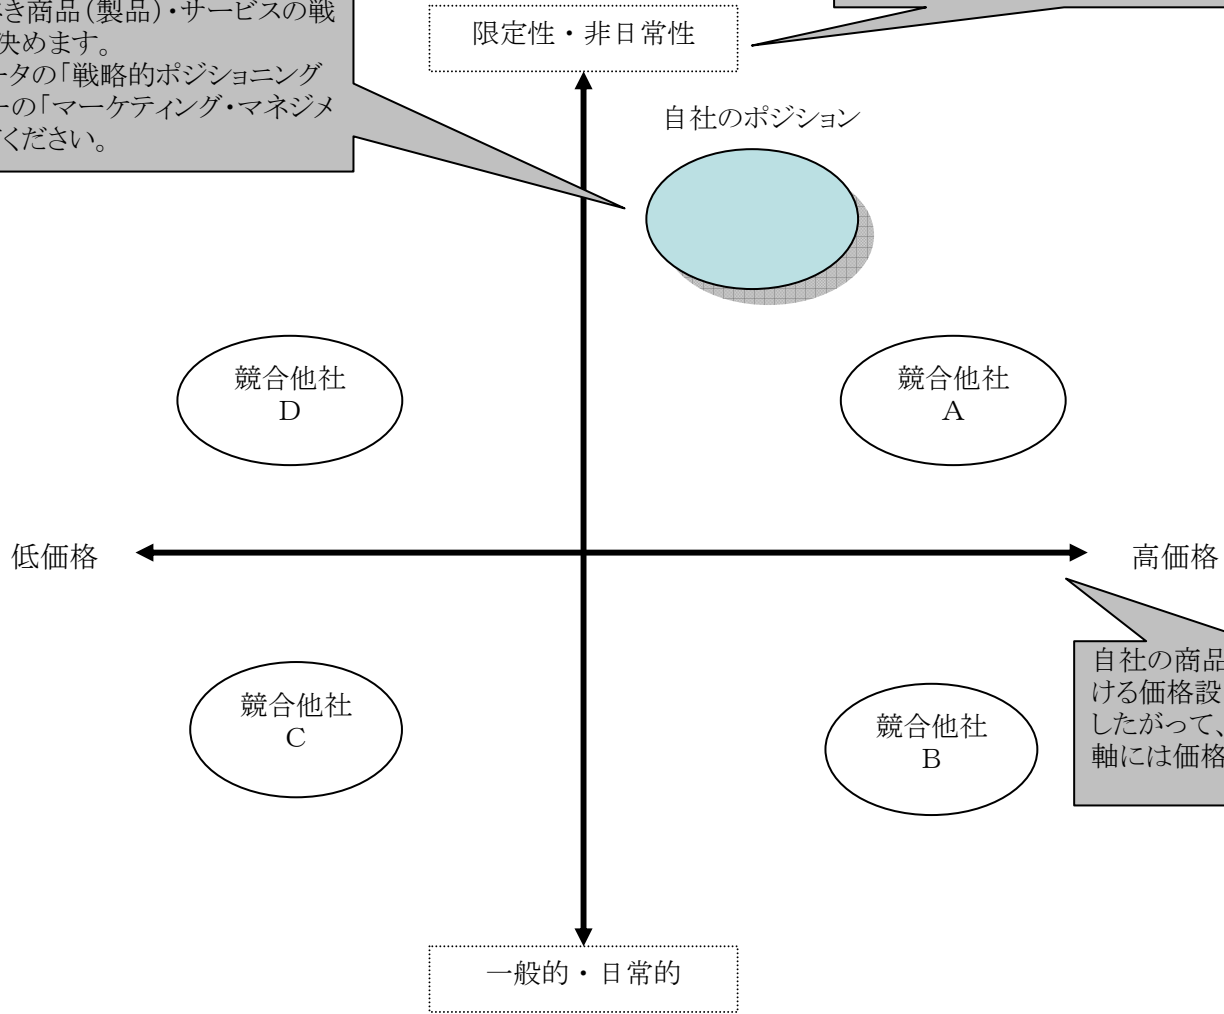 き商品(製品)・サービスの戦
決めます。
ータの「戦略的ポジショニング
ーの「マーケティング・マネジメ
ください。
限定性・非日常性
自社のポジション
競合他社
D
競合他社
A
低価格
高価格
自社の商品
ける価格設
したがって、
軸には価格
競合他社
C
競合他社
B
一般的・日常的